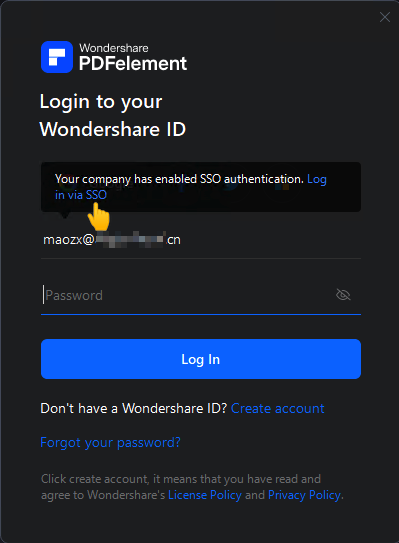 Wondershare
PDFelement
Login to your
Wondershare ID
Your company has enabled SSO authentication. Log
in via SSO
maozx@ .cn
Password
Log In
Don't have a Wondershare ID? Create account
Forgot your password?
Click create account, it means that you have read and
agree to Wondershare's License Policy and Privacy Policy.